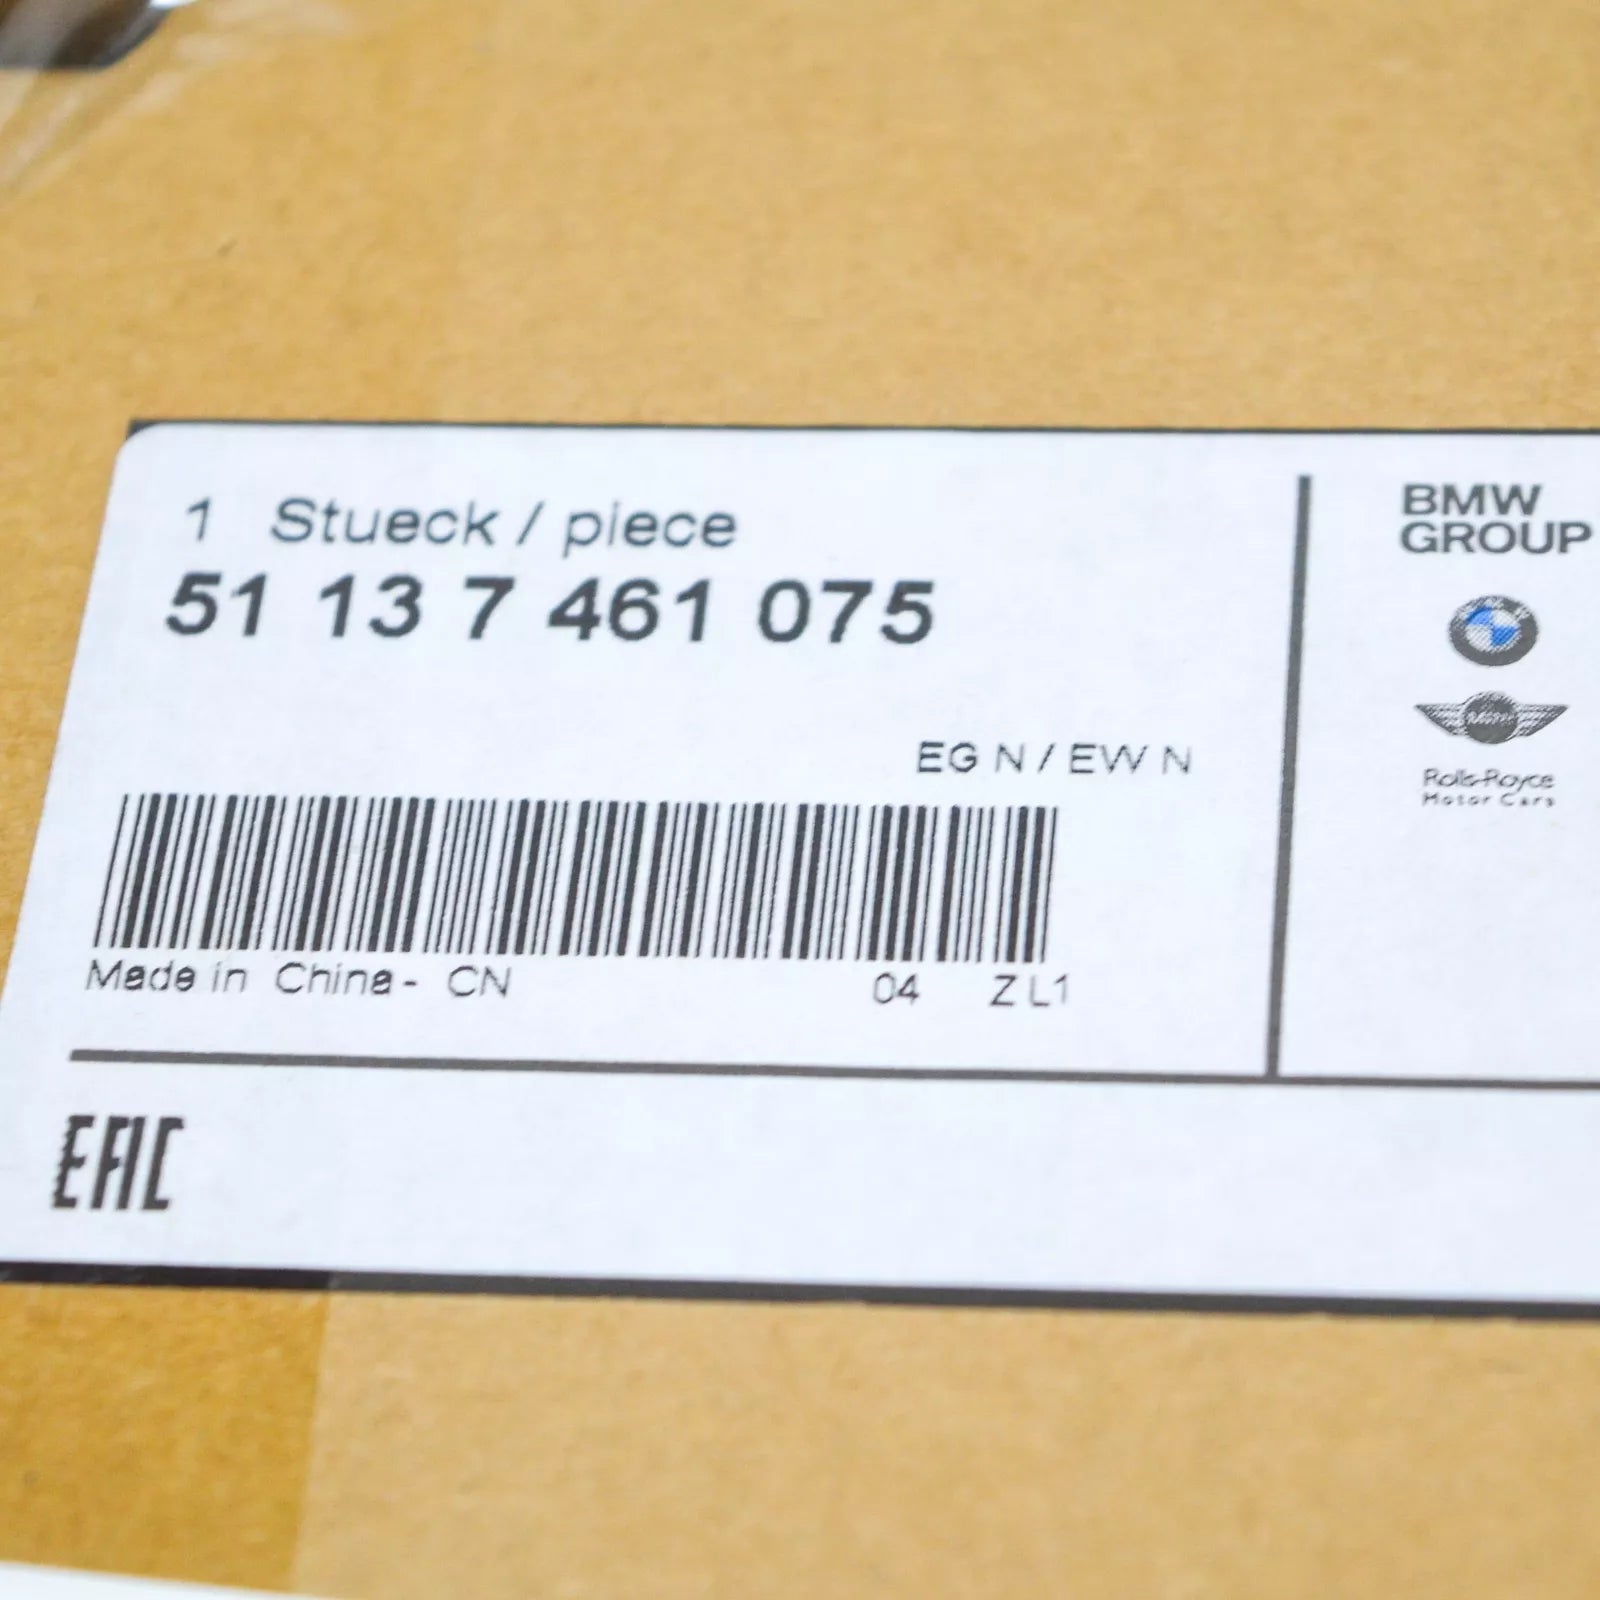 1 Stueck / piece
51 13 7 461 075
EG N / EW N
Made in China - CN 04 Z L1
EAC
BMW
GROUP
MINI
Rolls-Royce
Motor Cars